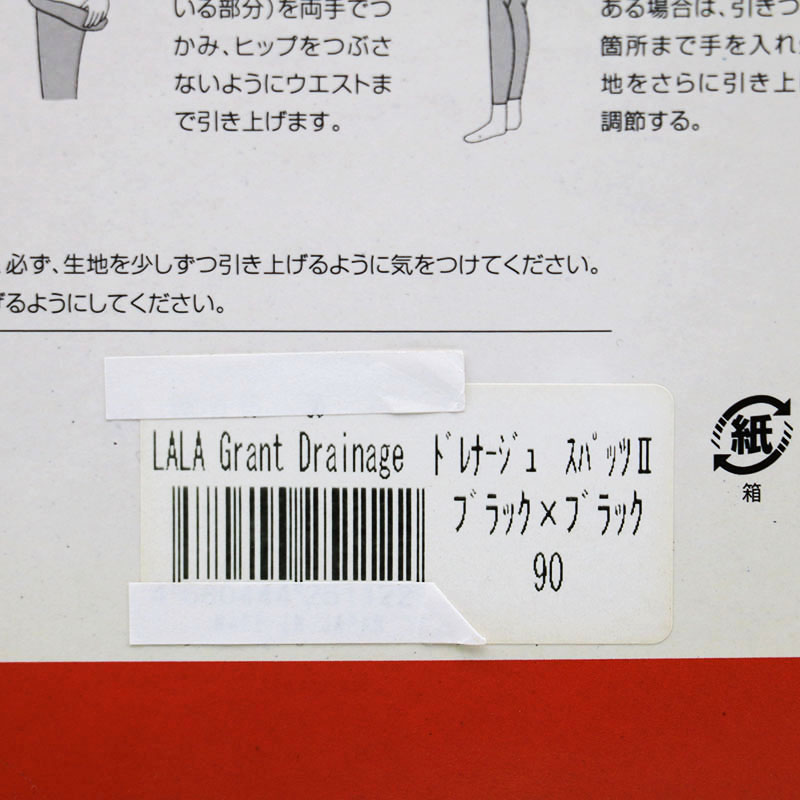 いる部分）を両手でつ
かみ、ヒップをつぶさ
ないようにウエストま
で引き上げます。
ある場合は、引きつ
箇所まで手を入れ
地をさらに引き上
調節する。
必ず、生地を少しずつ引き上げるように気をつけてください。
げるようにしてください。
LALA Grant Drainage ﾄﾞﾚﾅｰｼﾞｭ ｽﾊﾟｯﾂⅡ
ﾌﾞﾗｯｸ×ﾌﾞﾗｯｸ
90
紙
箱